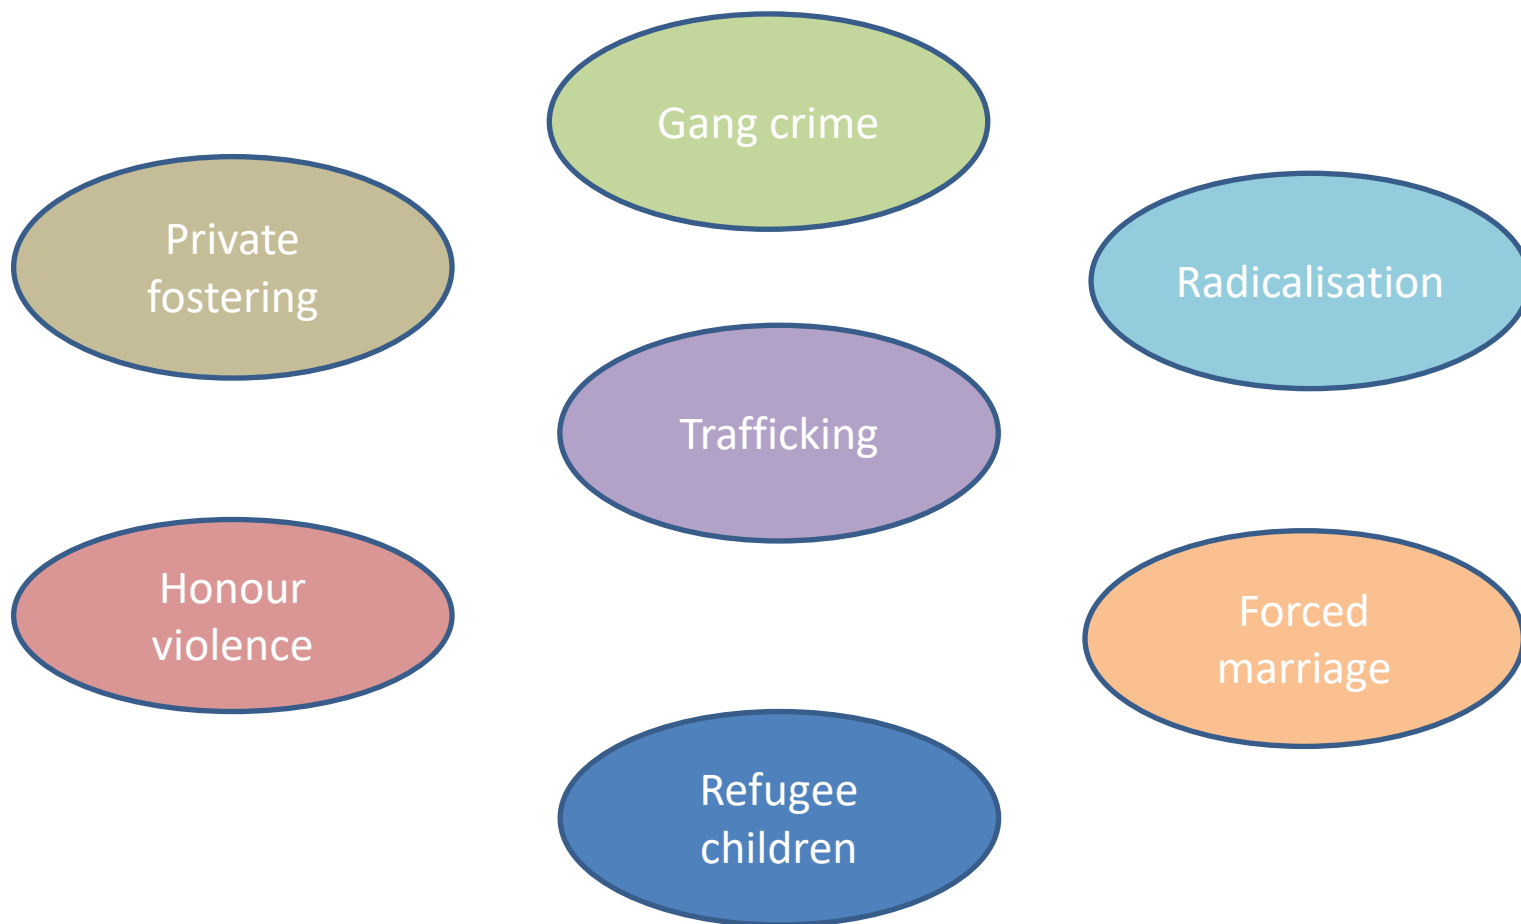 Gang crime
Private
fostering
Radicalisation
Trafficking
Honour
violence
Forced
marriage
Refugee
children